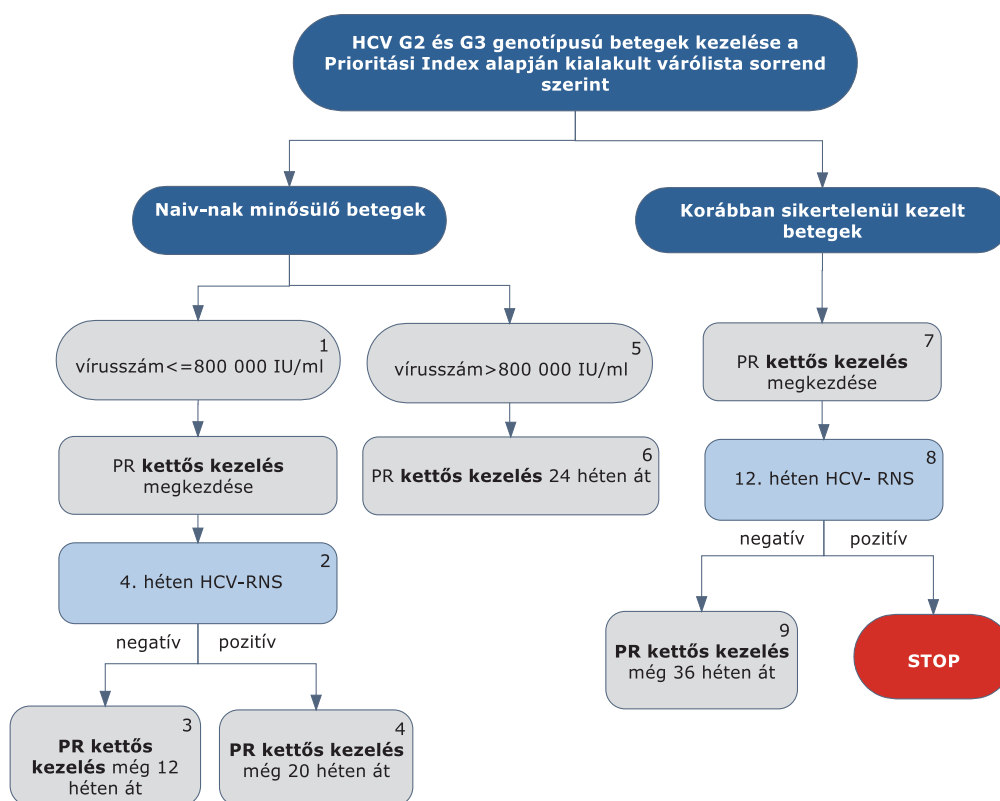 HCV G2 és G3 genotípusú betegek kezelése a
Prioritási Index alapján kialakult várólista sorrend
szerint
Naiv-nak minősülő betegek
Korábban sikertelenül kezelt
betegek
1
vírusszám<=800 000 IU/ml
5
vírusszám>800 000 IU/ml
7
PR kettős kezelés
megkezdése
PR kettős kezelés
megkezdése
6
PR kettős kezelés 24 héten át
8
12. héten HCV- RNS
negatív
pozitív
2
4. héten HCV-RNS
negatív
pozitív
9
PR kettős kezelés
még 36 héten át
STOP
3
PR kettős
kezelés még 12
héten át
4
PR kettős kezelés
még 20 héten át